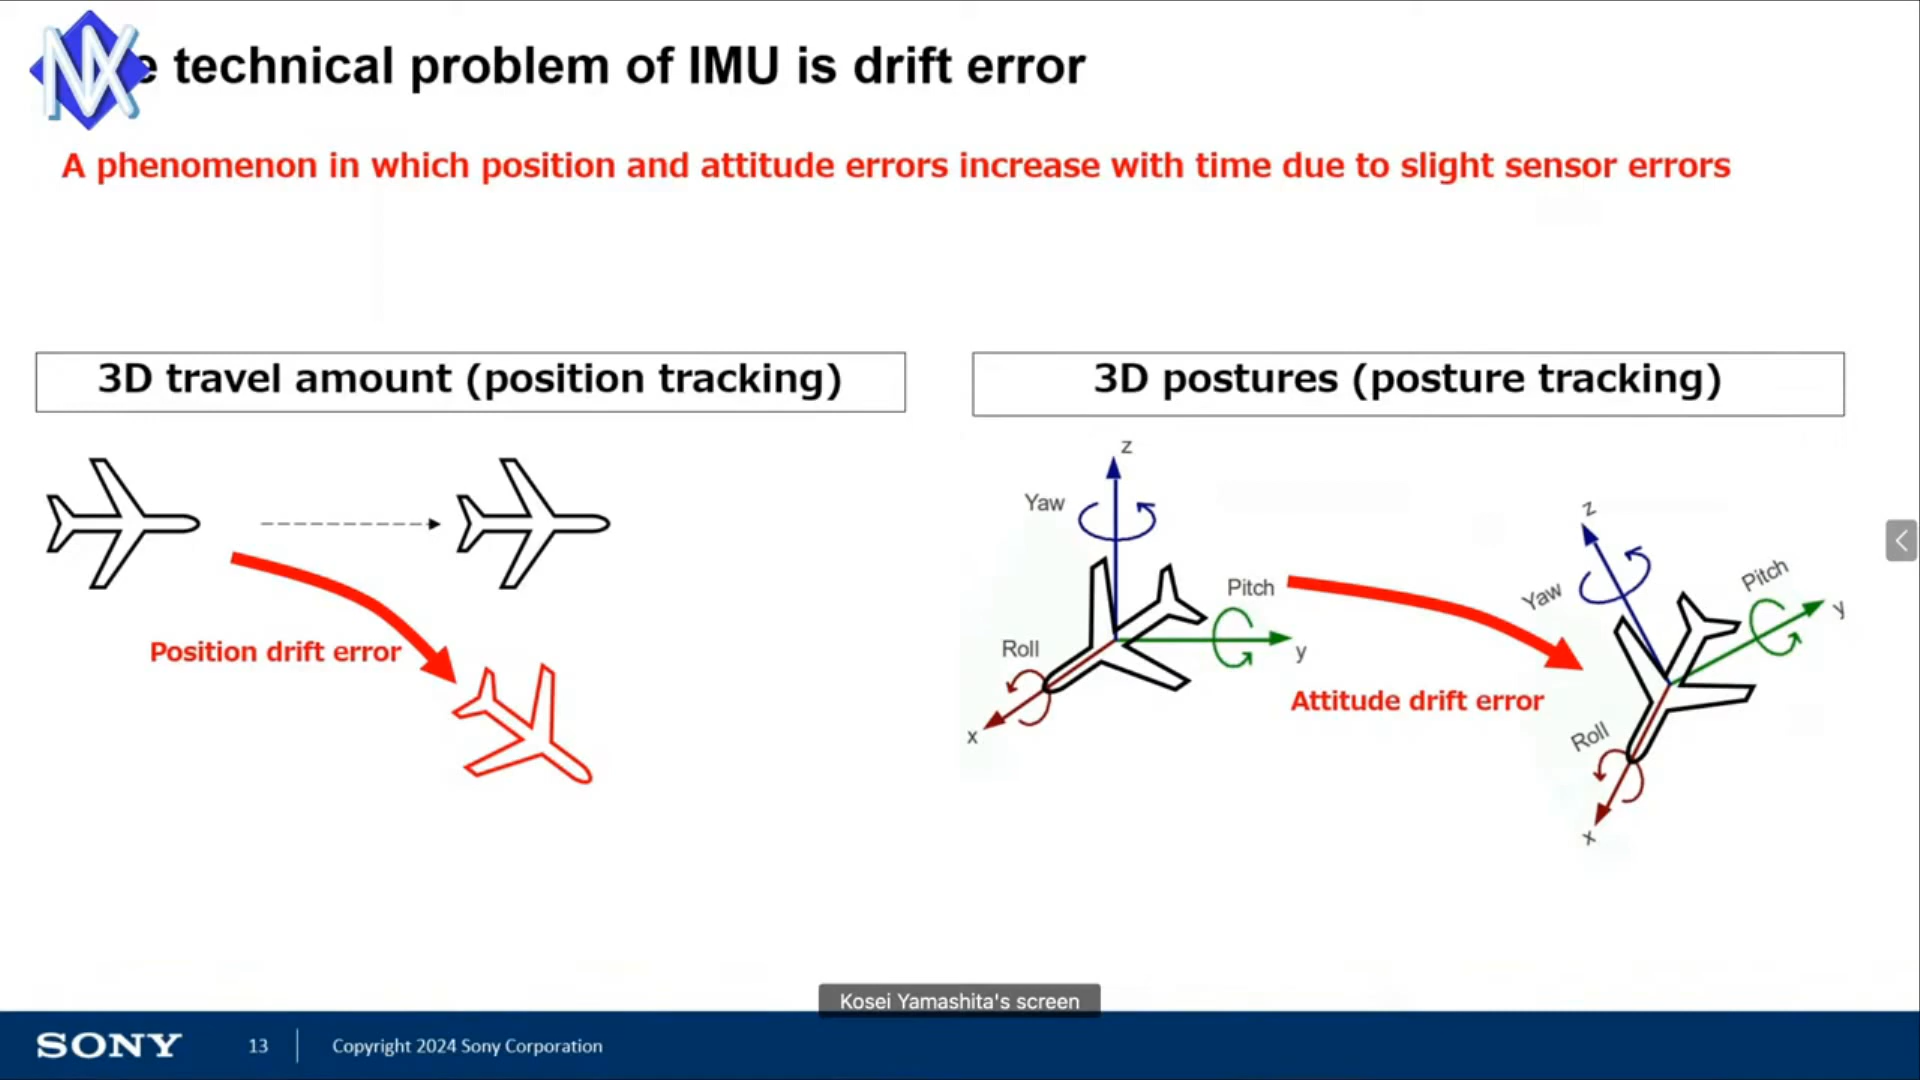 NX
technical problem of IMU is drift error
A phenomenon in which position and attitude errors increase with time due to slight sensor errors
3D travel amount (position tracking)
Position drift error
3D postures (posture tracking)
z
Yaw
Pitch
y
Roll
x
Attitude drift error
z
Yaw
Pitch
y
Roll
x
Kosei Yamashita's screen
SONY
13
Copyright 2024 Sony Corporation